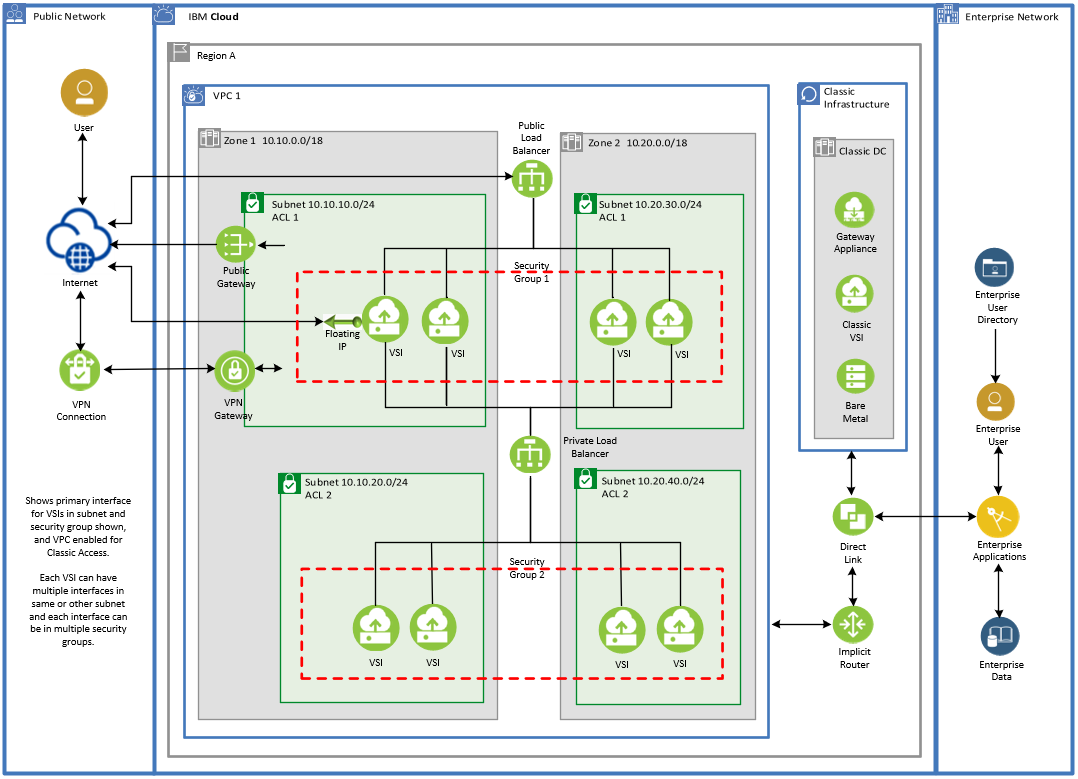 Public Network
IBM Cloud
Enterprise Network
Region A
VPC 1
Classic
Infrastructure
User
Zone 1 10.10.0.0/18
Public
Load
Balancer
Zone 2 10.20.0.0/18
Classic DC
Subnet 10.10.10.0/24
ACL 1
Subnet 10.20.30.0/24
ACL 1
Gateway
Appliance
Internet
Public
Gateway
Security
Group 1
Enterprise
User
Directory
Floating
IP
VSI
VSI
VSI
VSI
Classic
VSI
VPN
Connection
VPN
Gateway
Bare
Metal
Enterprise
User
Private Load
Balancer
Subnet 10.10.20.0/24
ACL 2
Subnet 10.20.40.0/24
ACL 2
Shows primary interface
for VSIs in subnet and
security group shown,
and VPC enabled for
Classic Access.
Each VSI can have
multiple interfaces in
same or other subnet
and each interface can
be in multiple security
groups.
Direct
Link
Enterprise
Applications
Security
Group 2
VSI
VSI
VSI
VSI
Implicit
Router
Enterprise
Data